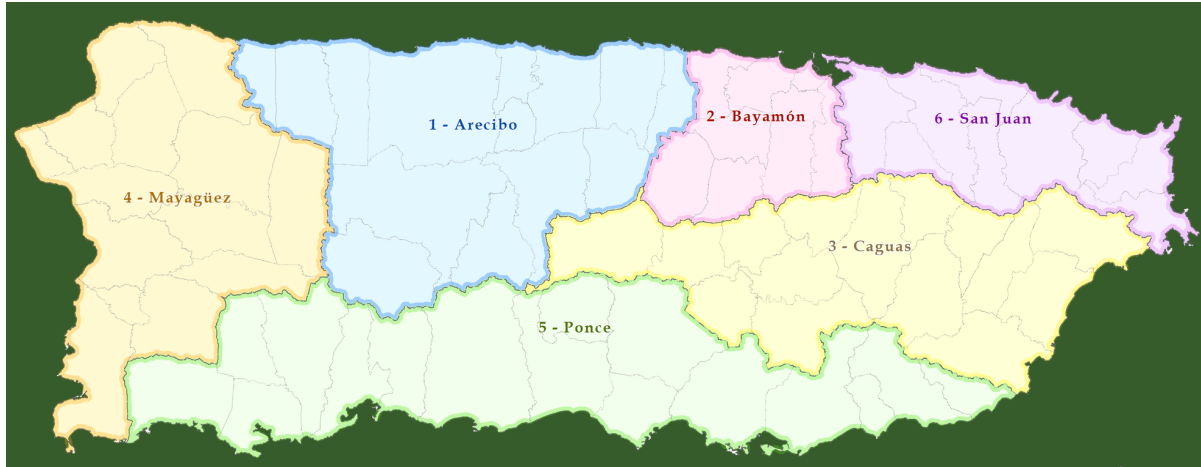 1 - Arecibo
2 - Bayamón
6 - San Juan
4 - Mayagüez
3 - Caguas
5 - Ponce